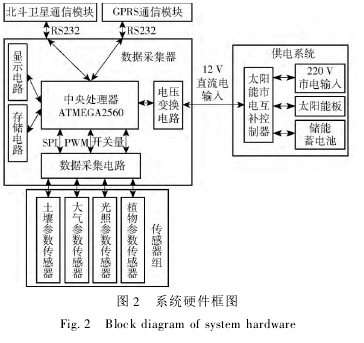 北斗卫星通信模块
GPRS通信模块
RS232
RS232
数据采集器
显示电路
存储电路
中央处理器
ATMEGA2560
电压变换电路
SPI
PWM
开关量
数据采集电路
土壤参数传感器
大气参数传感器
光照参数传感器
植物参数传感器
传感器组
12 V
直流电
输入
供电系统
太阳能市电互补控制器
220 V
市电输入
太阳能板
储能
蓄电池
图 2 系统硬件框图
Fig. 2 Block diagram of system hardware